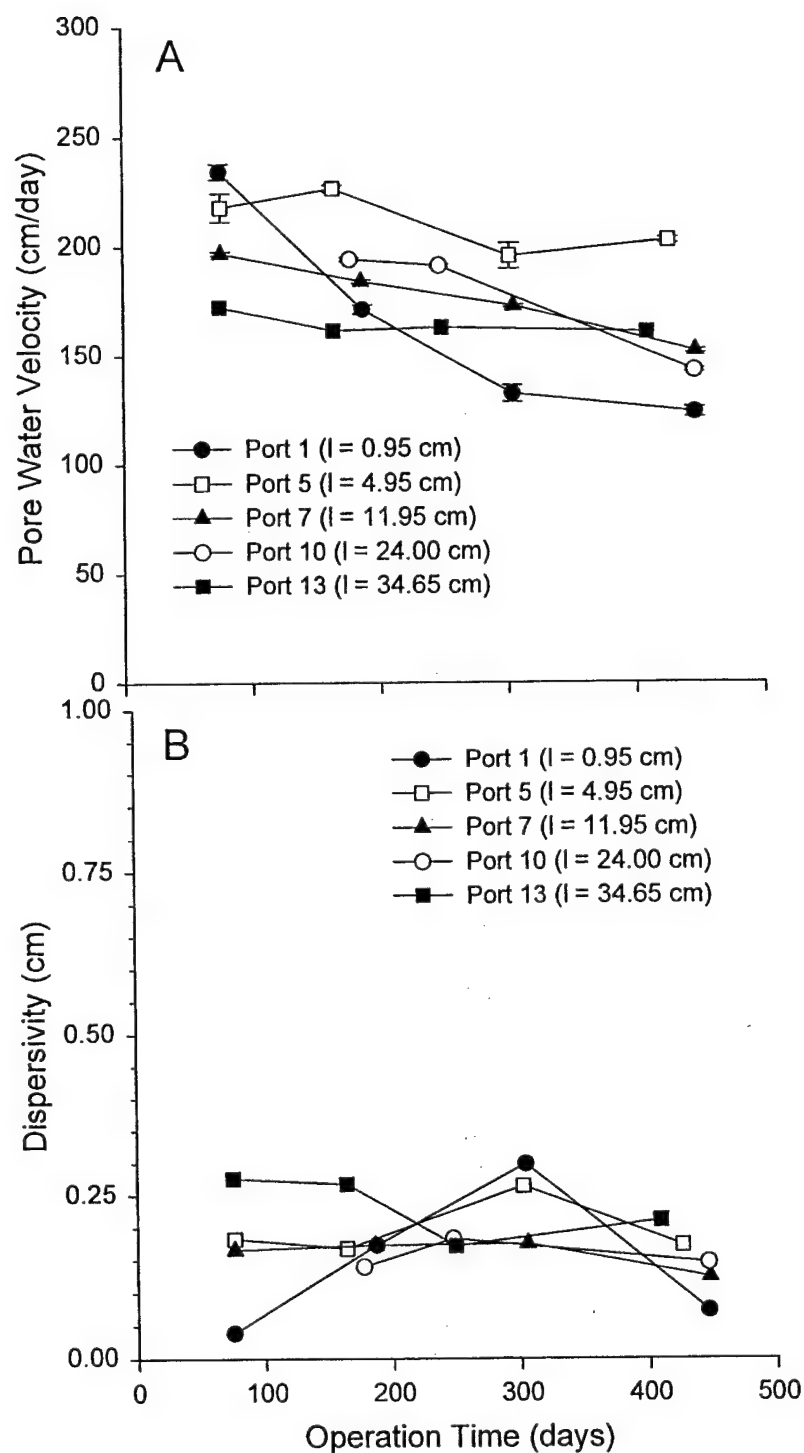 A
Pore Water Velocity (cm/day)
300
250
200
150
100
50
0
Port 1 (l = 0.95 cm)
Port 5 (l = 4.95 cm)
Port 7 (l = 11.95 cm)
Port 10 (l = 24.00 cm)
Port 13 (l = 34.65 cm)
B
Dispersivity (cm)
1.00
0.75
0.50
0.25
0.00
Port 1 (l = 0.95 cm)
Port 5 (l = 4.95 cm)
Port 7 (l = 11.95 cm)
Port 10 (l = 24.00 cm)
Port 13 (l = 34.65 cm)
0 100 200 300 400 500
Operation Time (days)